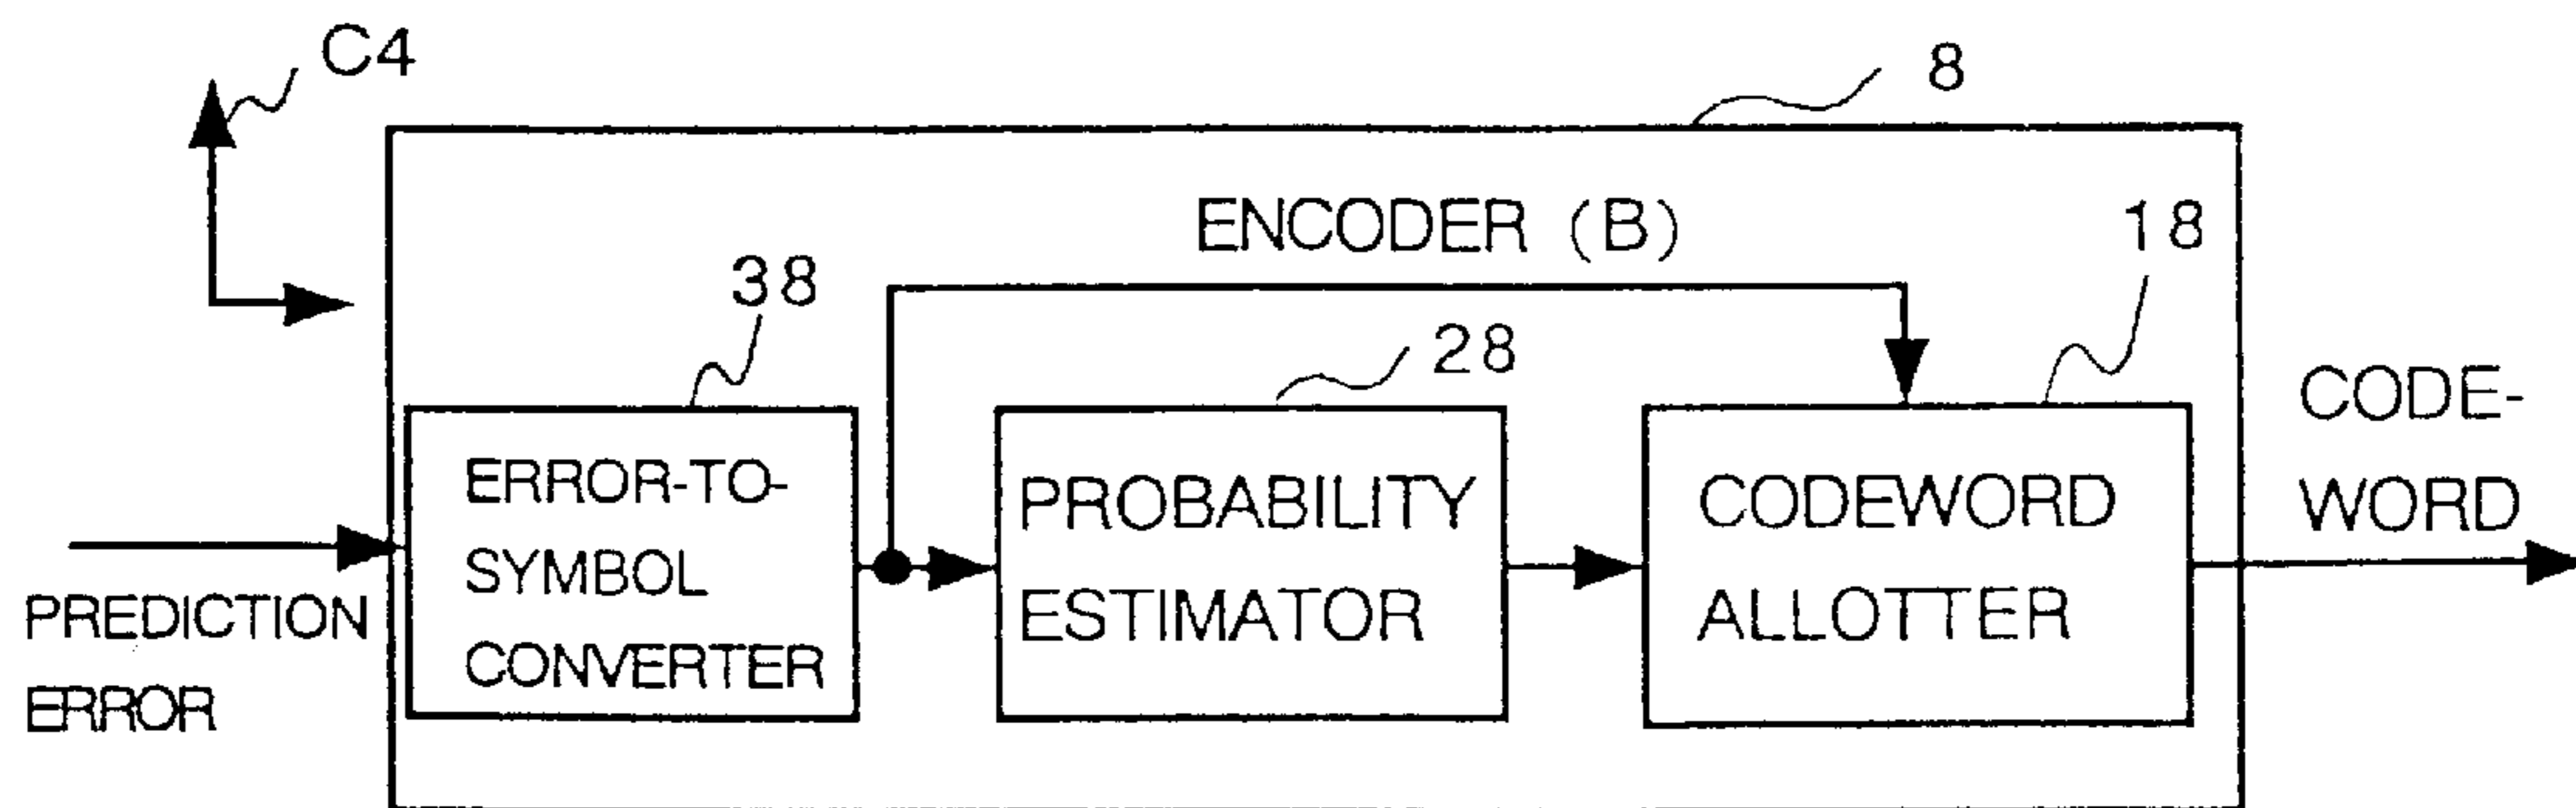 C4
8
ENCODER (B)
18
38
28
PREDICTION
ERROR
ERROR-TO-
SYMBOL
CONVERTER
PROBABILITY
ESTIMATOR
CODEWORD
ALLOTTER
CODE-
WORD